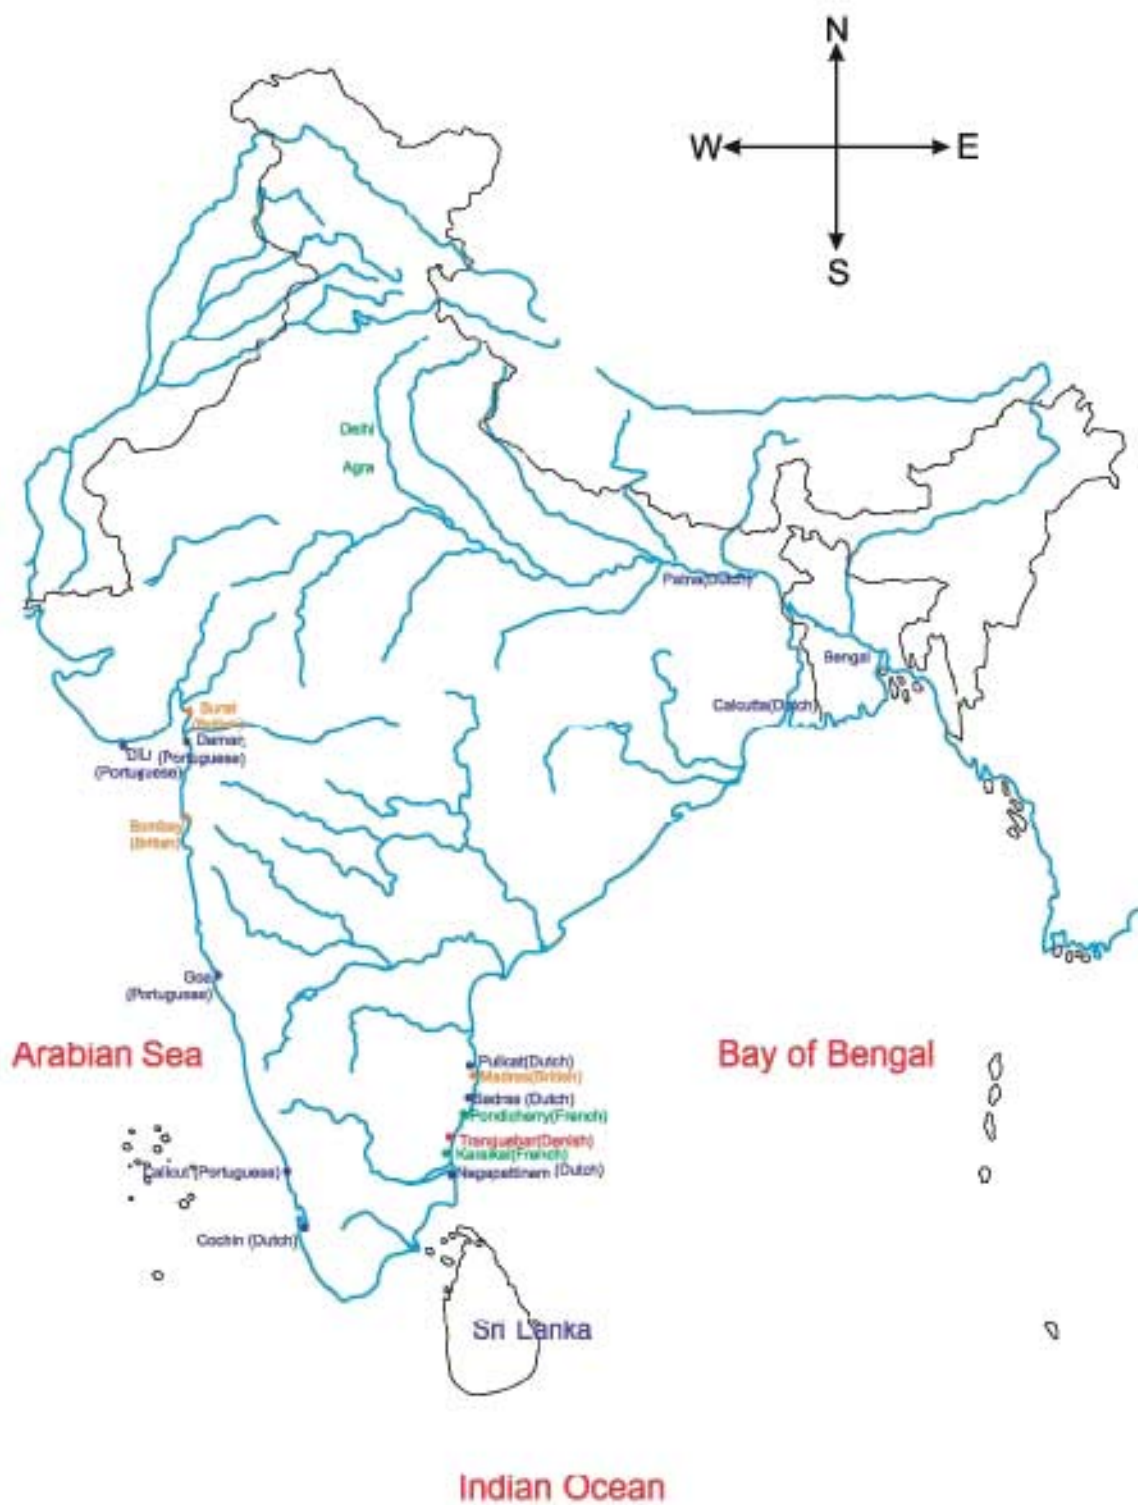 N
W E
S
Delhi
Agra
Patna(Dutch)
Bengal
Calcutta(Dutch)
Surat
(British)
Daman
(Portuguese)
DIU
(Portuguese)
Bombay
(British)
Goa
(Portuguese)
Arabian Sea
Bay of Bengal
Pulicat(Dutch)
Madras(British)
Sadras (Dutch)
Pondicherry(French)
Tranguebar(Danish)
Karaikal(French)
Nagapattinam (Dutch)
Calicut (Portuguese)
Cochin (Dutch)
Sri Lanka
Indian Ocean